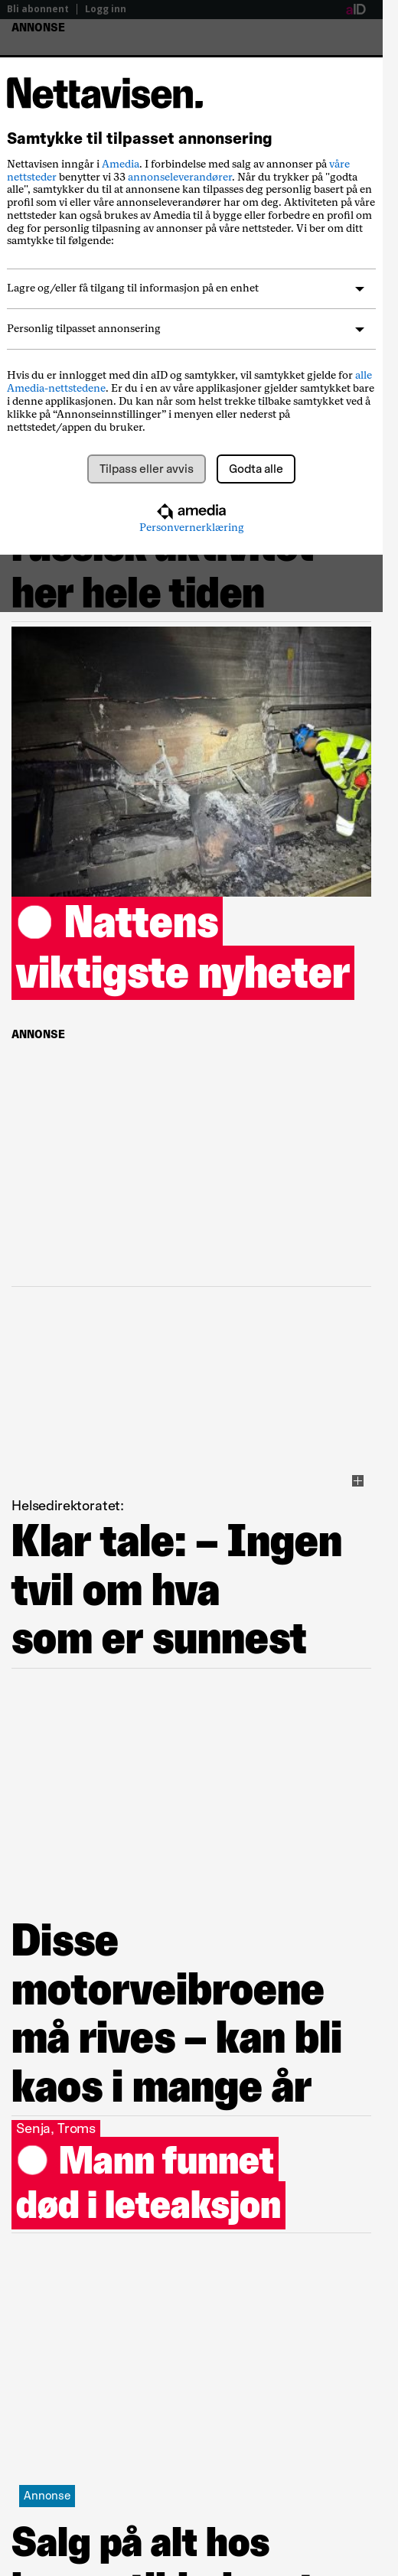 Bli abonnent
Logg inn
aID
ANNONSE
Nettavisen.
Samtykke til tilpasset annonsering
Nettavisen inngår i Amedia. I forbindelse med salg av annonser på våre
nettsteder benytter vi 33 annonseleverandører. Når du trykker på "godta
alle", samtykker du til at annonsene kan tilpasses deg personlig basert på en
profil som vi eller våre annonseleverandører har om deg. Aktiviteten på våre
nettsteder kan også brukes av Amedia til å bygge eller forbedre en profil om
deg for personlig tilpasning av annonser på våre nettsteder. Vi ber om ditt
samtykke til følgende:
Lagre og/eller få tilgang til informasjon på en enhet
Personlig tilpasset annonsering
Hvis du er innlogget med din aID og samtykker, vil samtykket gjelde for alle
Amedia-nettstedene. Er du i en av våre applikasjoner gjelder samtykket bare
i denne applikasjonen. Du kan når som helst trekke tilbake samtykket ved å
klikke på “Annonseinnstillinger” i menyen eller nederst på
nettstedet/appen du bruker.
Tilpass eller avvis
Godta alle
amedia
Personvernerklæring
russisk aktivitet
her hele tiden
Nattens
viktigste nyheter
ANNONSE
Helsedirektoratet:
Klar tale: – Ingen
tvil om hva
som er sunnest
Disse
motorveibroene
må rives – kan bli
kaos i mange år
Senja, Troms
Mann funnet
død i leteaksjon
Annonse
Salg på alt hos